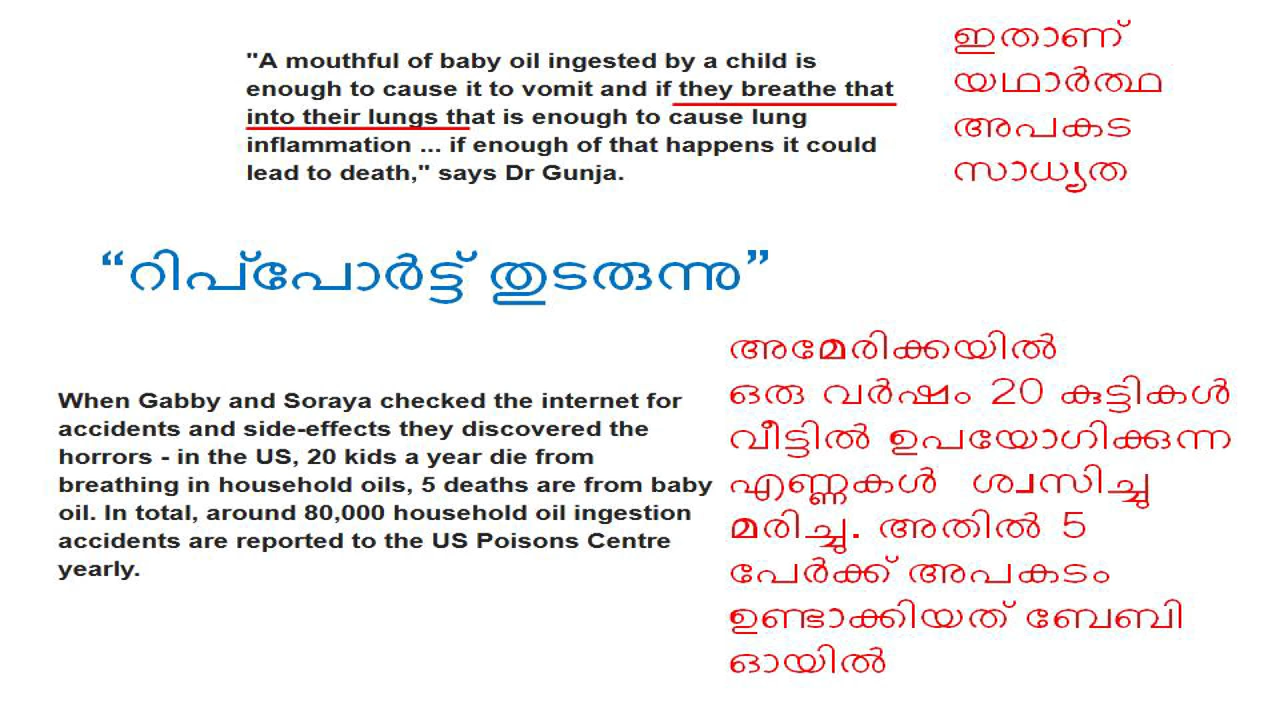 "A mouthful of baby oil ingested by a child is
enough to cause it to vomit and if they breathe that
into their lungs that is enough to cause lung
inflammation ... if enough of that happens it could
lead to death," says Dr Gunja.
ഇതാണ്
യഥാർത്ഥ
അപകട
സാധ്യത
“റിപ്പോർട്ട് തുടരുന്നു”
When Gabby and Soraya checked the internet for
accidents and side-effects they discovered the
horrors - in the US, 20 kids a year die from
breathing in household oils, 5 deaths are from baby
oil. In total, around 80,000 household oil ingestion
accidents are reported to the US Poisons Centre
yearly.
അമേരിക്കയിൽ
ഒരു വർഷം 20 കുട്ടികൾ
വീട്ടിൽ ഉപയോഗിക്കുന്ന
എണ്ണകൾ ശ്വസിച്ചു
മരിച്ചു. അതിൽ 5
പേർക്ക് അപകടം
ഉണ്ടാക്കിയത് ബേബി
ഓയിൽ